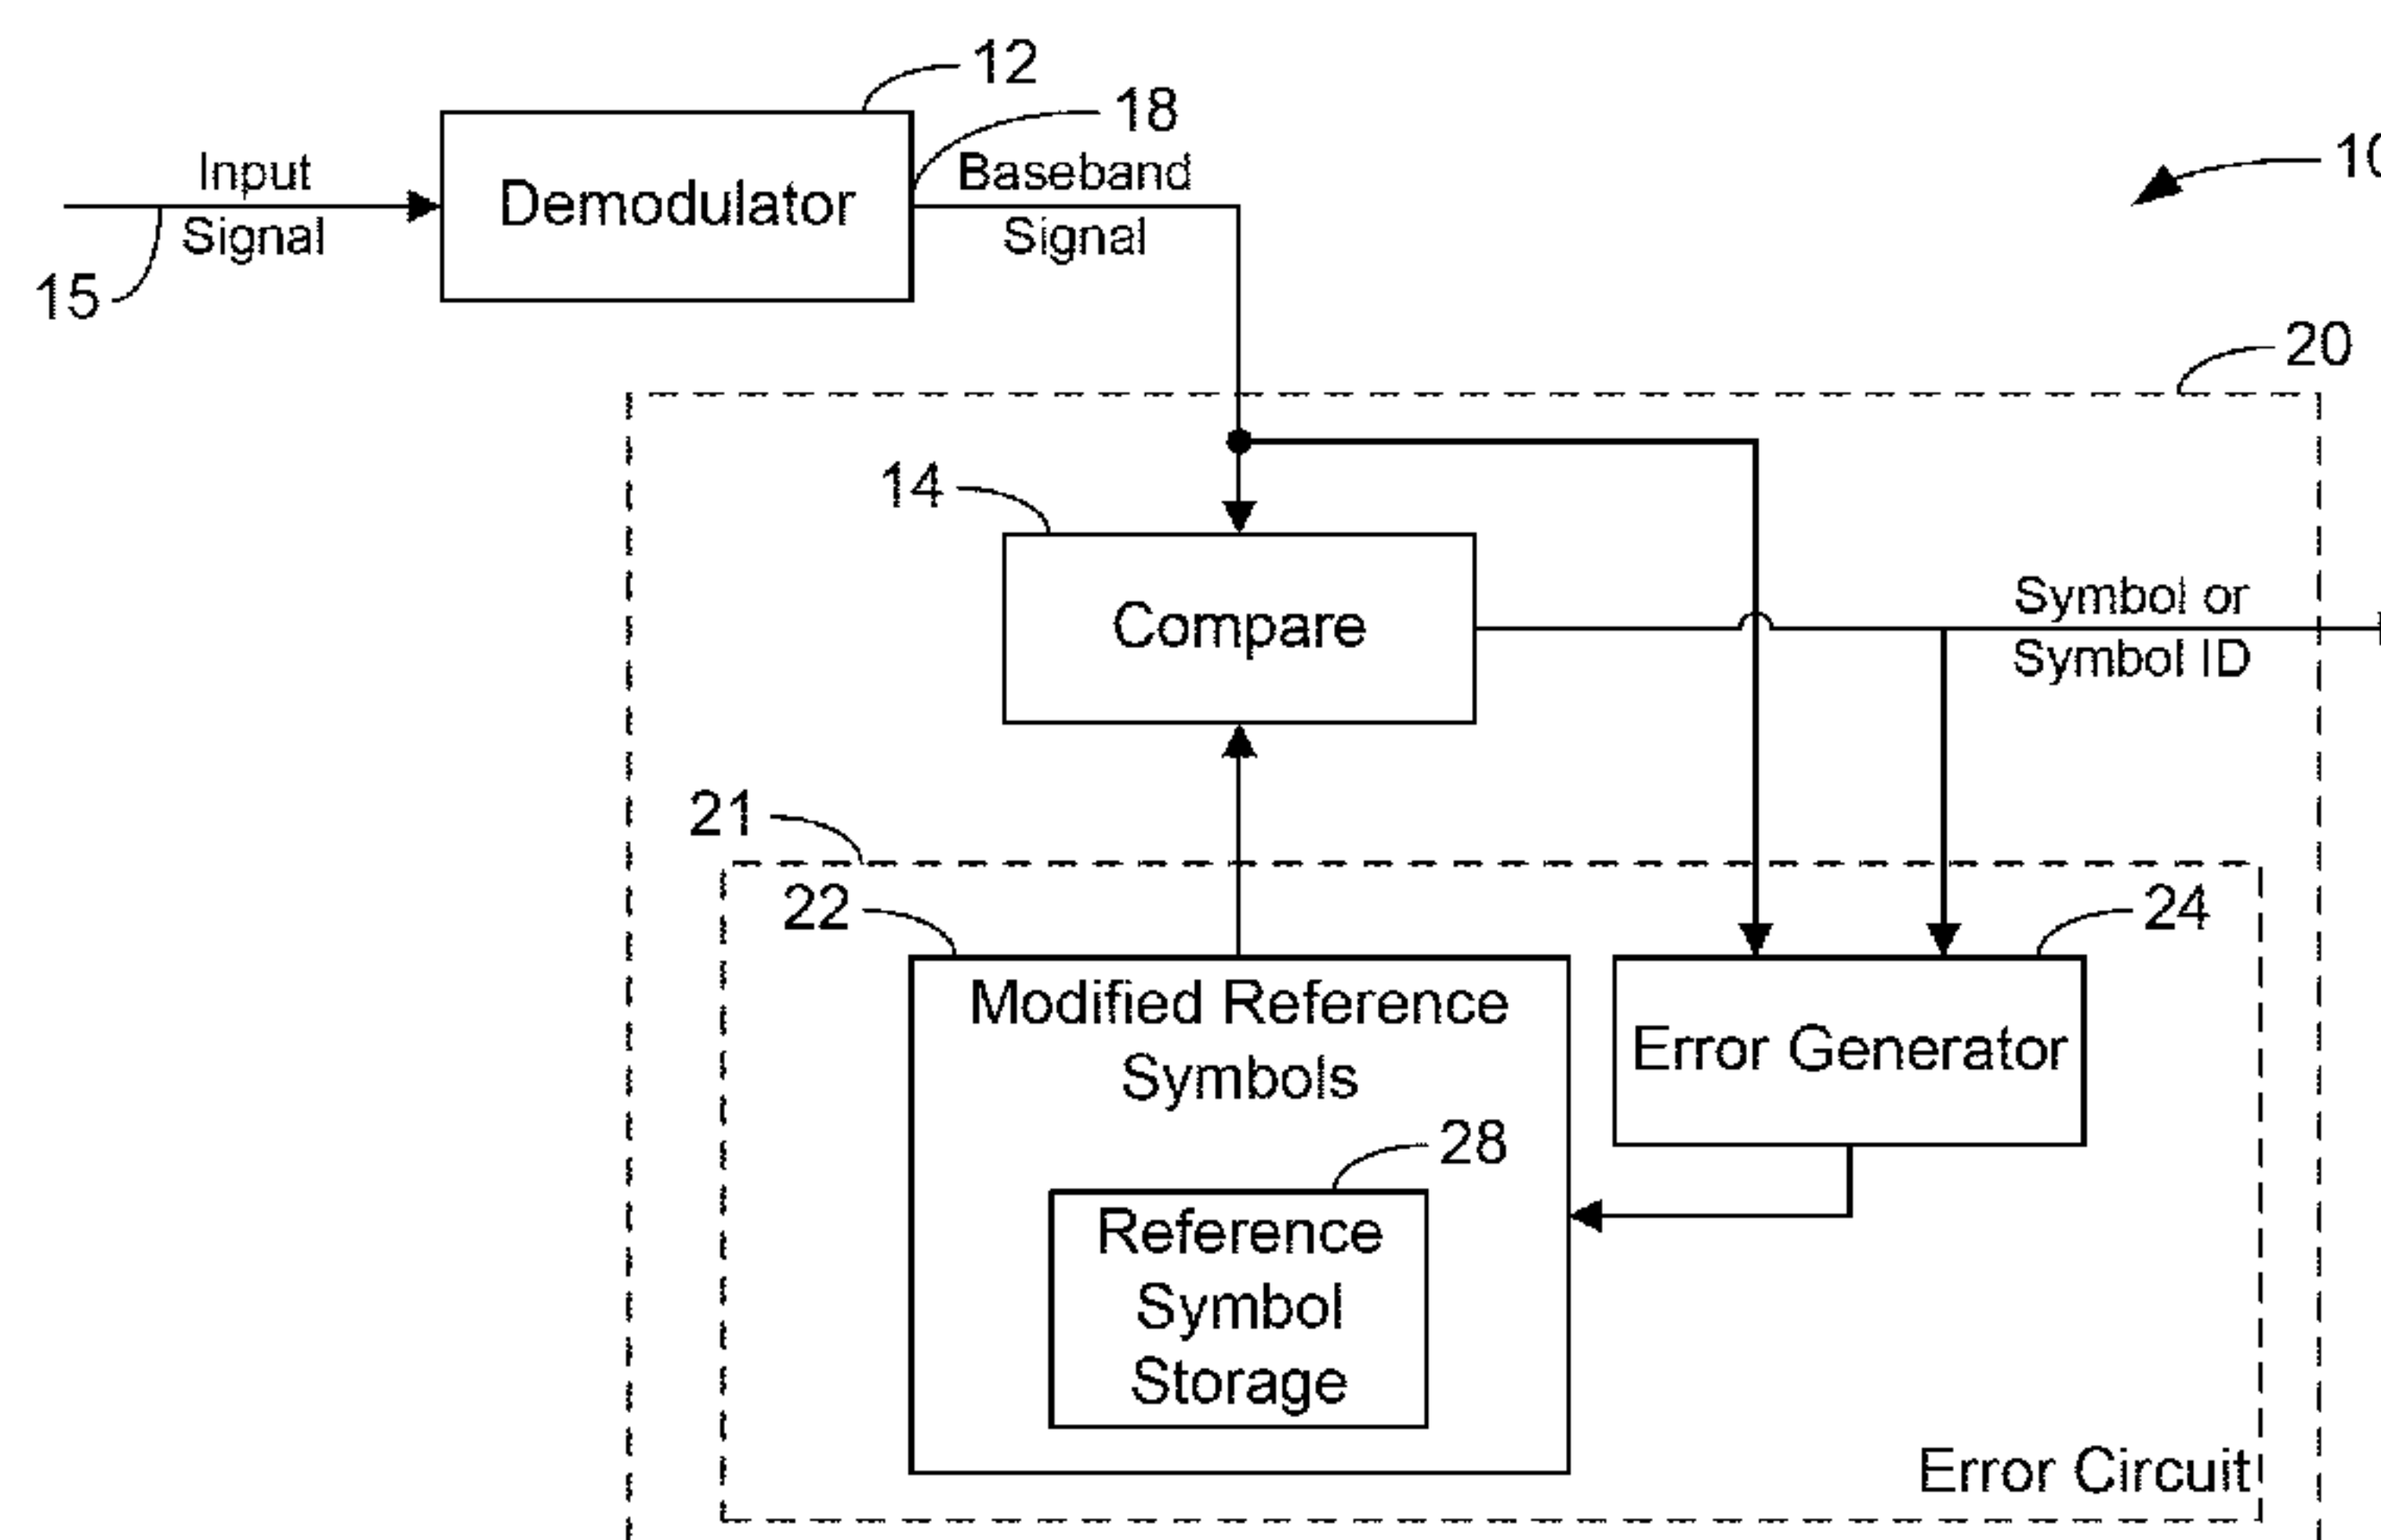 12
18
Input
Signal
Demodulator
Baseband
Signal
10
15
20
14
Compare
Symbol or
Symbol ID
21
22
24
Modified Reference
Symbols
Error Generator
28
Reference
Symbol
Storage
Error Circuit